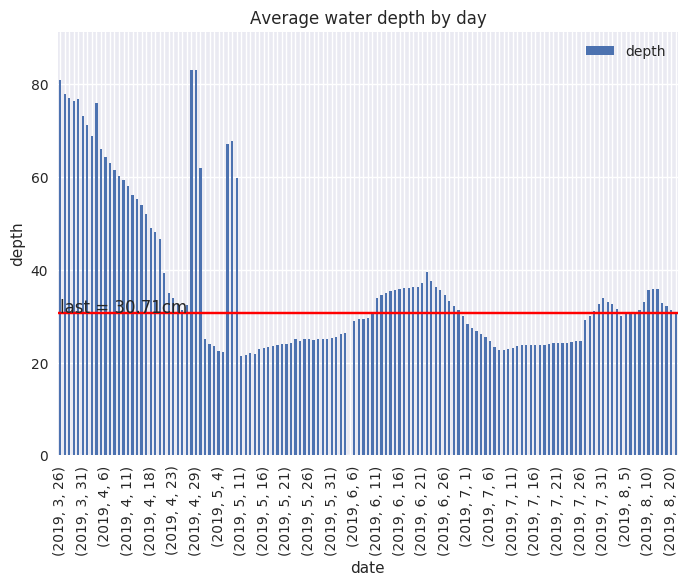 Average water depth by day
depth
80
60
40
20
0
depth
last = 30.71cm
(2019, 3, 26)
(2019, 3, 31)
(2019, 4, 6)
(2019, 4, 11)
(2019, 4, 18)
(2019, 4, 23)
(2019, 4, 29)
(2019, 5, 4)
(2019, 5, 11)
(2019, 5, 16)
(2019, 5, 21)
(2019, 5, 26)
(2019, 5, 31)
(2019, 6, 6)
(2019, 6, 11)
(2019, 6, 16)
(2019, 6, 21)
(2019, 6, 26)
(2019, 7, 1)
(2019, 7, 6)
(2019, 7, 11)
(2019, 7, 16)
(2019, 7, 21)
(2019, 7, 26)
(2019, 7, 31)
(2019, 8, 5)
(2019, 8, 10)
(2019, 8, 20)
date